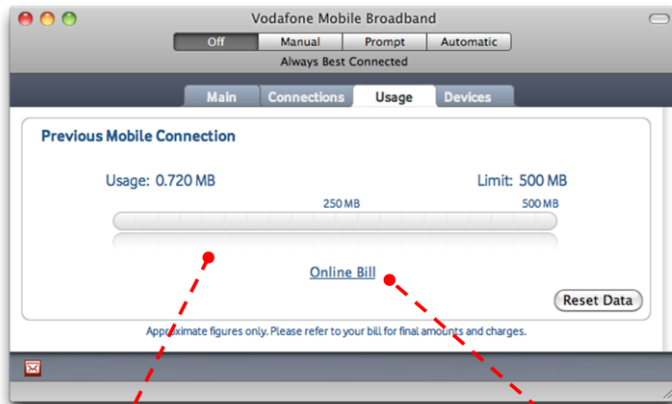 Vodafone Mobile Broadband
Off Manual Prompt Automatic
Always Best Connected
Main Connections Usage Devices
Previous Mobile Connection
Usage: 0.720 MB Limit: 500 MB
250 MB 500 MB
Online Bill
Reset Data
Approximate figures only. Please refer to your bill for final amounts and charges.